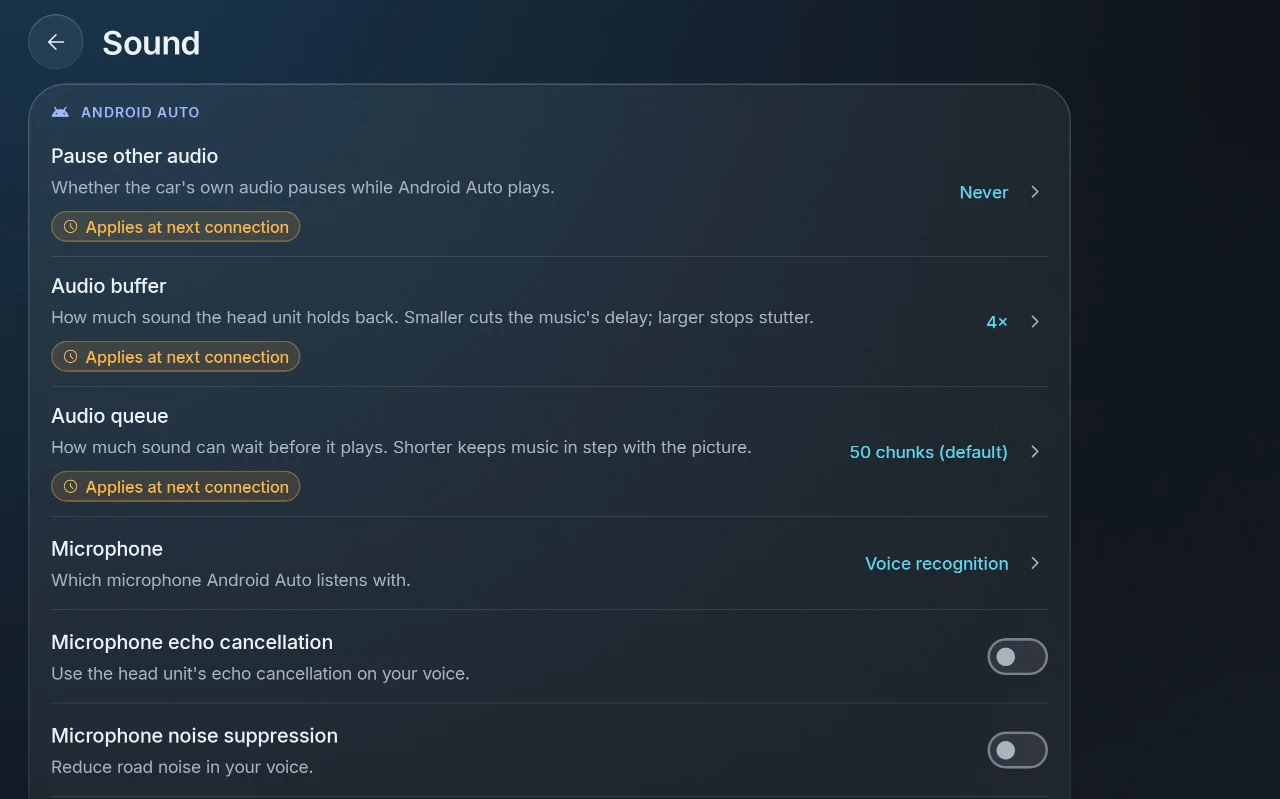 Sound
ANDROID AUTO
Pause other audio
Whether the car's own audio pauses while Android Auto plays.
Never
Applies at next connection
Audio buffer
How much sound the head unit holds back. Smaller cuts the music's delay; larger stops stutter.
4×
Applies at next connection
Audio queue
How much sound can wait before it plays. Shorter keeps music in step with the picture.
50 chunks (default)
Applies at next connection
Microphone
Which microphone Android Auto listens with.
Voice recognition
Microphone echo cancellation
Use the head unit's echo cancellation on your voice.
Microphone noise suppression
Reduce road noise in your voice.